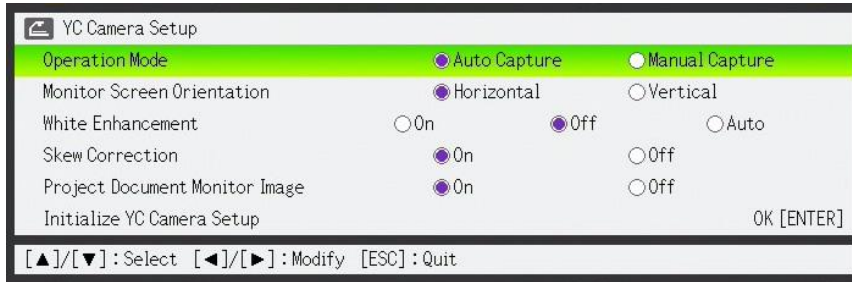 YC Camera Setup
Operation Mode Auto Capture Manual Capture
Monitor Screen Orientation Horizontal Vertical
White Enhancement On Off Auto
Skew Correction On Off
Project Document Monitor Image On Off
Initialize YC Camera Setup OK [ENTER]
[▲]/[▼]:Select [◀]/[▶]:Modify [ESC]:Quit